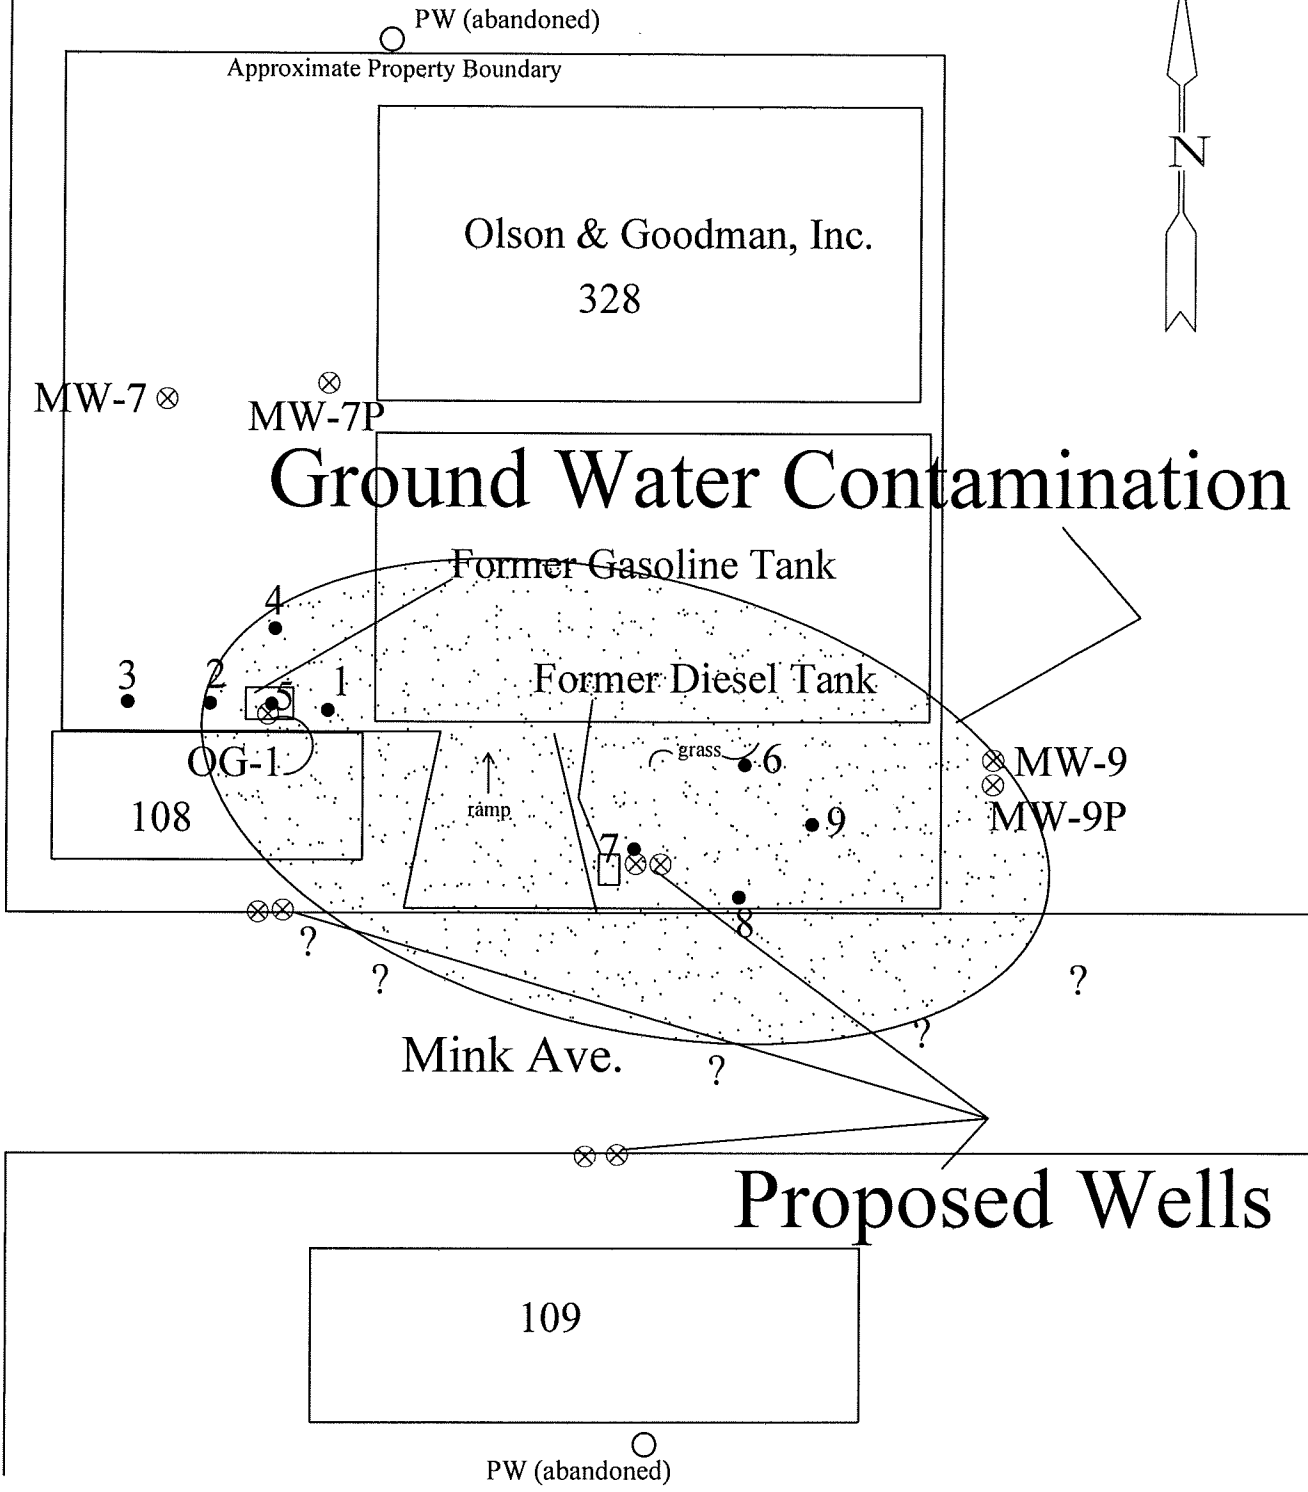 PW (abandoned)
Approximate Property Boundary
N
Olson & Goodman, Inc.
328
MW-7
MW-7P
Ground Water Contamination
Former Gasoline Tank
4
3
2
5
1
Former Diesel Tank
OG-1
grass
6
MW-9
MW-9P
108
ramp
9
7
8
?
?
?
?
?
Mink Ave.
Proposed Wells
109
PW (abandoned)